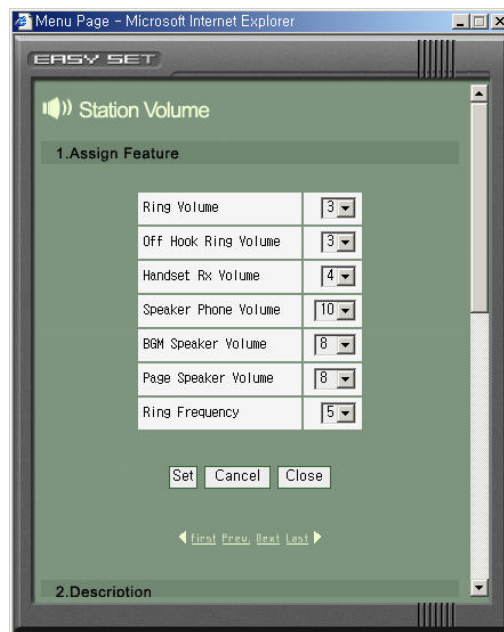 Menu Page - Microsoft Internet Explorer
EASY SET
Station Volume
1.Assign Feature
Ring Volume 3
Off Hook Ring Volume 3
Handset Rx Volume 4
Speaker Phone Volume 10
BGM Speaker Volume 8
Page Speaker Volume 8
Ring Frequency 5
Set Cancel Close
First Prev. Next Last
2.Description